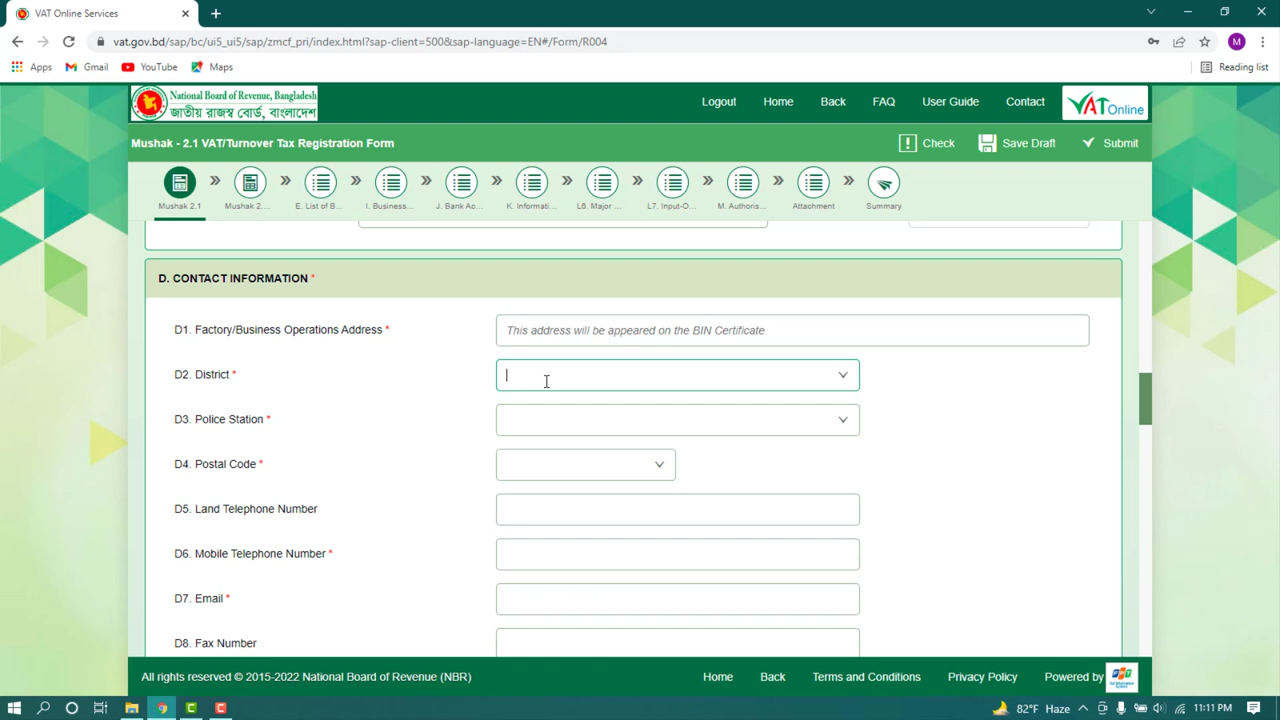 VAT Online Services
vat.gov.bd/sap/bc/ui5_ui5/sap/zmcf_pri/index.html?sap-client=500&sap-language=EN#/Form/R004
M
Apps
Gmail
YouTube
Maps
Reading list
National Board of Revenue, Bangladesh
জাতীয় রাজস্ব বোর্ড, বাংলাদেশ
Logout
Home
Back
FAQ
User Guide
Contact
VAT Online
Mushak - 2.1 VAT/Turnover Tax Registration Form
Check
Save Draft
Submit
Mushak 2.1
Mushak 2....
E. List of B...
I. Business...
J. Bank Ac...
K. Informati...
L6. Major ...
L7. Input-O...
M. Authoris...
Attachment
Summary
D. CONTACT INFORMATION *
D1. Factory/Business Operations Address *
This address will be appeared on the BIN Certificate
D2. District *
D3. Police Station *
D4. Postal Code *
D5. Land Telephone Number
D6. Mobile Telephone Number *
D7. Email *
D8. Fax Number
All rights reserved © 2015-2022 National Board of Revenue (NBR)
Home
Back
Terms and Conditions
Privacy Policy
Powered by
82°F Haze
11:11 PM